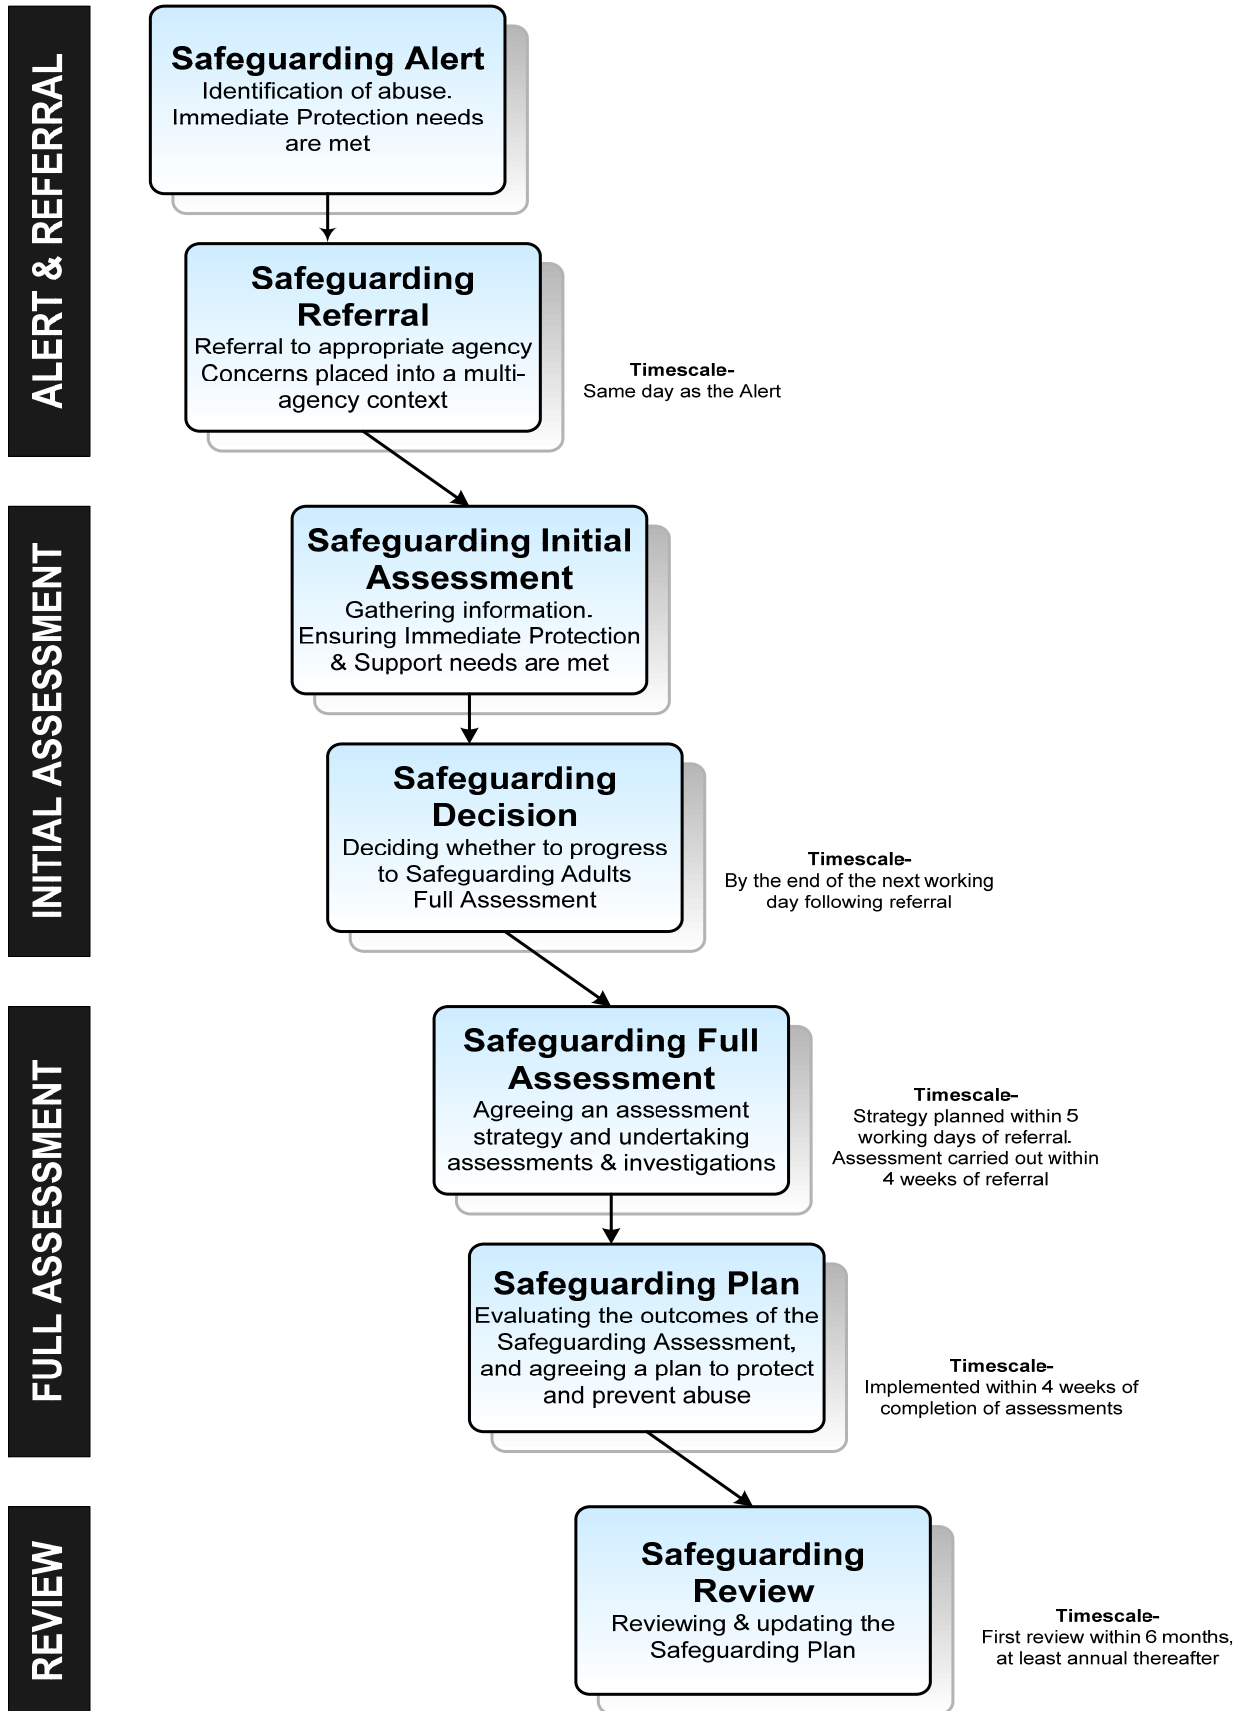 ALERT & REFERRAL
Safeguarding Alert
Identification of abuse.
Immediate Protection needs
are met
Safeguarding
Referral
Referral to appropriate agency
Concerns placed into a multi-
agency context
Timescale-
Same day as the Alert
INITIAL ASSESSMENT
Safeguarding Initial
Assessment
Gathering information.
Ensuring Immediate Protection
& Support needs are met
Safeguarding
Decision
Deciding whether to progress
to Safeguarding Adults
Full Assessment
Timescale-
By the end of the next working
day following referral
FULL ASSESSMENT
Safeguarding Full
Assessment
Agreeing an assessment
strategy and undertaking
assessments & investigations
Timescale–
Strategy planned within 5
working days of referral.
Assessment carried out within
4 weeks of referral
Safeguarding Plan
Evaluating the outcomes of the
Safeguarding Assessment,
and agreeing a plan to protect
and prevent abuse
Timescale-
Implemented within 4 weeks of
completion of assessments
REVIEW
Safeguarding
Review
Reviewing & updating the
Safeguarding Plan
Timescale-
First review within 6 months,
at least annual thereafter